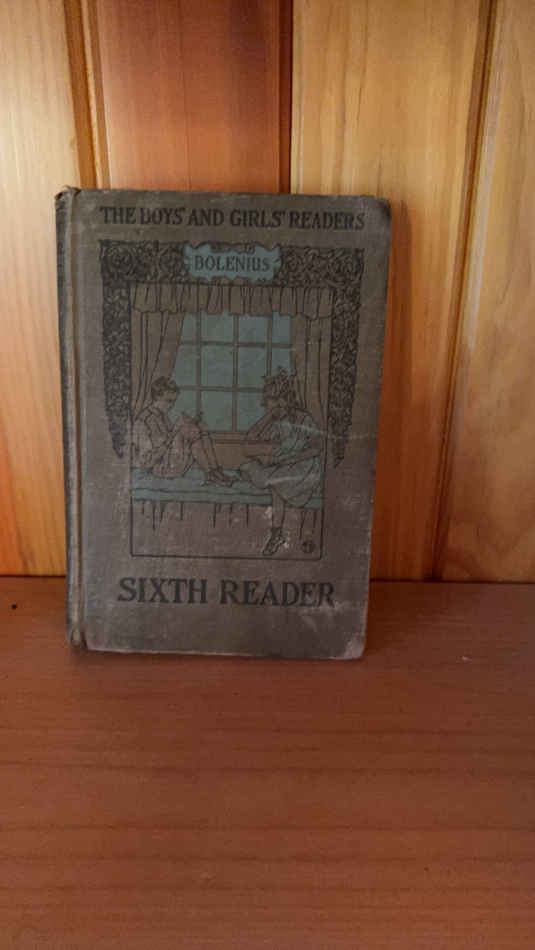 THE BOYS' AND GIRLS' READERS
BOLENIUS
SIXTH READER